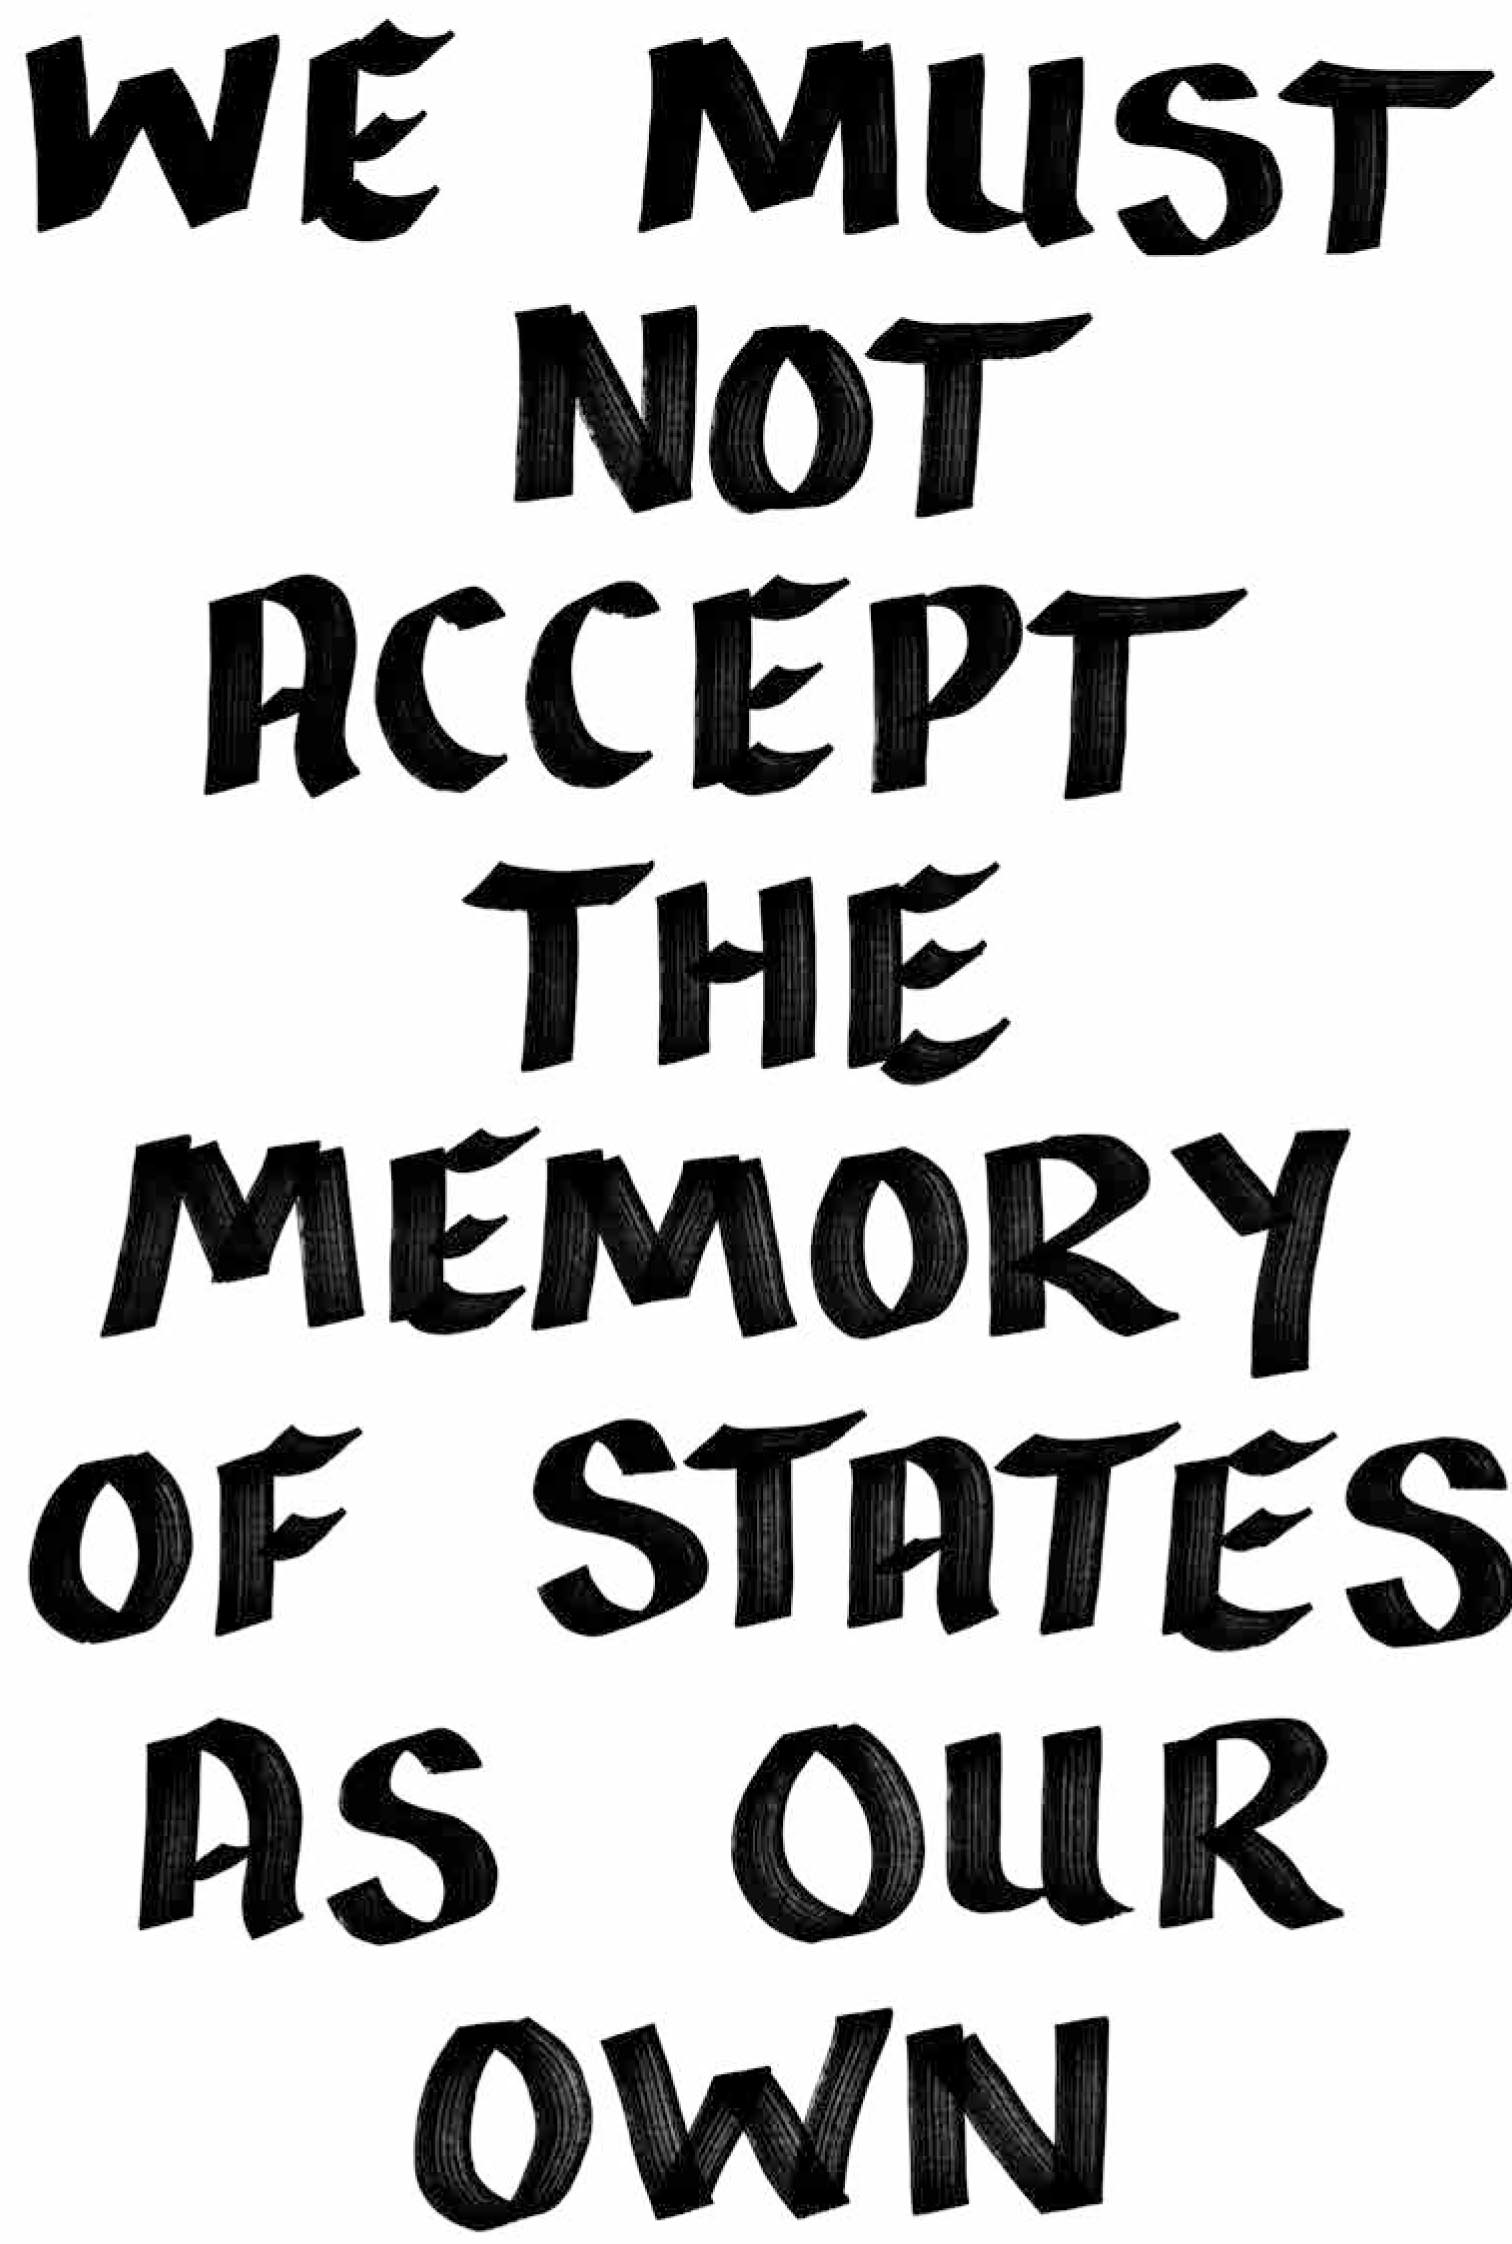 WE MUST
NOT
ACCEPT
THE
MEMORY
OF STATES
AS OUR
OWN